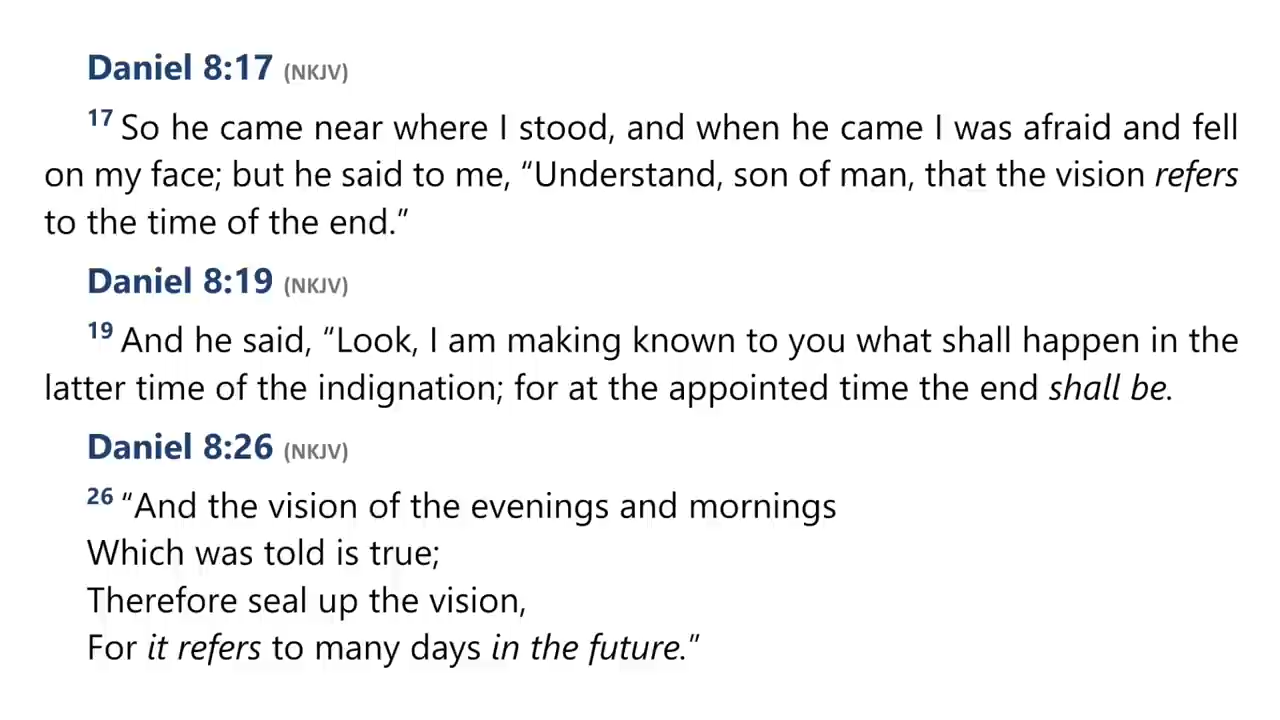 Daniel 8:17 (NKJV)
17 So he came near where I stood, and when he came I was afraid and fell
on my face; but he said to me, “Understand, son of man, that the vision refers
to the time of the end.”
Daniel 8:19 (NKJV)
19 And he said, “Look, I am making known to you what shall happen in the
latter time of the indignation; for at the appointed time the end shall be.
Daniel 8:26 (NKJV)
26 “And the vision of the evenings and mornings
Which was told is true;
Therefore seal up the vision,
For it refers to many days in the future.”